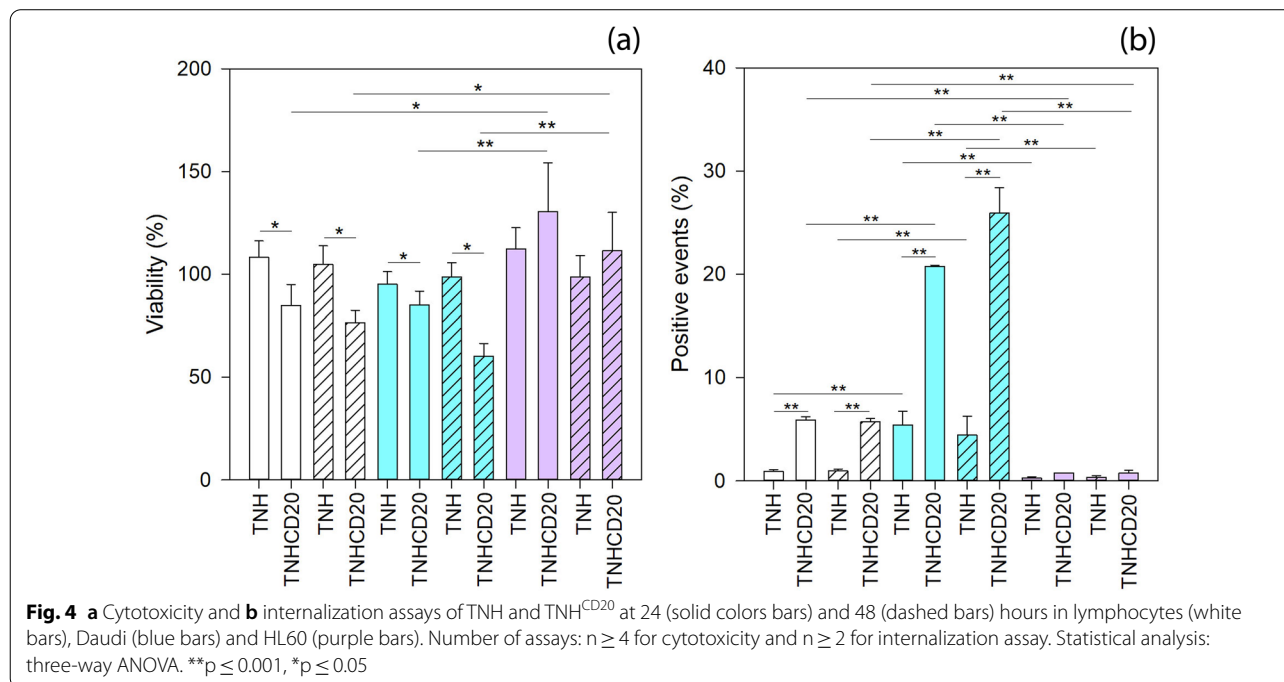 (a)
(b)
200
150
100
50
0
Viability (%)
*
*
*
**
**
*
*
*
*
TNH
TNHCD20
TNH
TNHCD20
TNH
TNHCD20
TNH
TNHCD20
TNH
TNHCD20
TNH
TNHCD20
40
30
20
10
0
Positive events (%)
**
**
**
**
**
**
**
**
**
**
**
**
**
**
TNH
TNHCD20
TNH
TNHCD20
TNH
TNHCD20
TNH
TNHCD20
TNH
TNHCD20
TNH
TNHCD20
Fig. 4 a Cytotoxicity and b internalization assays of TNH and TNH^CD20 at 24 (solid colors bars) and 48 (dashed bars) hours in lymphocytes (white
bars), Daudi (blue bars) and HL60 (purple bars). Number of assays: n ≥ 4 for cytotoxicity and n ≥ 2 for internalization assay. Statistical analysis:
three-way ANOVA. **p ≤ 0.001, *p ≤ 0.05